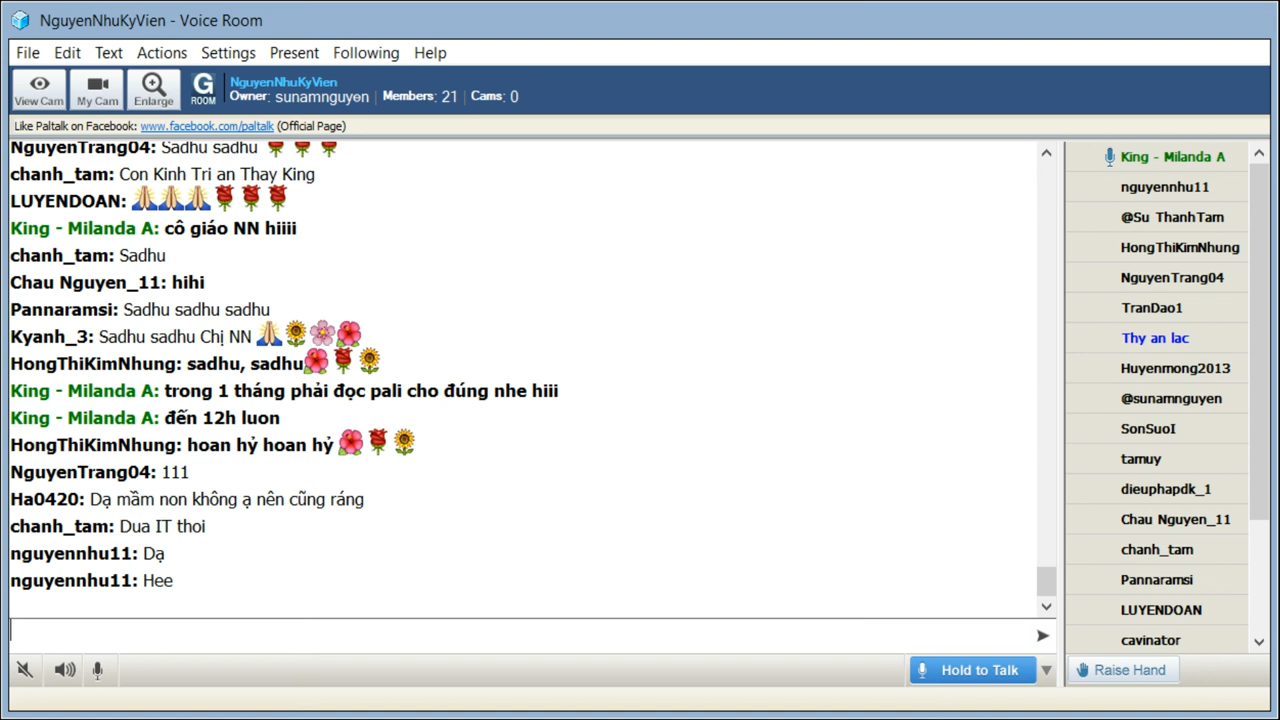 NguyenNhuKyVien - Voice Room
File Edit Text Actions Settings Present Following Help
View Cam
My Cam
Enlarge
G
ROOM
NguyenNhuKyVien
Owner: sunamnguyen | Members: 21 | Cams: 0
Like Paltalk on Facebook: www.facebook.com/paltalk (Official Page)
NguyenTrang04: Sadhu sadhu 🌹 🌹 🌹
chanh_tam: Con Kinh Tri an Thay King
LUYENDOAN: 🙏🙏🙏🌹🌹🌹
King - Milanda A: cô giáo NN hiiii
chanh_tam: Sadhu
Chau Nguyen_11: hihi
Pannaramsi: Sadhu sadhu sadhu
Kyanh_3: Sadhu sadhu Chị NN 🙏🌻🌸🌺
HongThiKimNhung: sadhu, sadhu🌺🌹🌻
King - Milanda A: trong 1 tháng phải đọc pali cho đúng nhe hiii
King - Milanda A: đến 12h luon
HongThiKimNhung: hoan hỷ hoan hỷ 🌺🌹🌻
NguyenTrang04: 111
Ha0420: Dạ mầm non không ạ nên cũng ráng
chanh_tam: Dua IT thoi
nguyennhu11: Dạ
nguyennhu11: Hee
King - Milanda A
nguyennhu11
@Su ThanhTam
HongThiKimNhung
NguyenTrang04
TranDao1
Thy an lac
Huyenmong2013
@sunamnguyen
SonSuoI
tamuy
dieuphapdk_1
Chau Nguyen_11
chanh_tam
Pannaramsi
LUYENDOAN
cavinator
Hold to Talk
Raise Hand